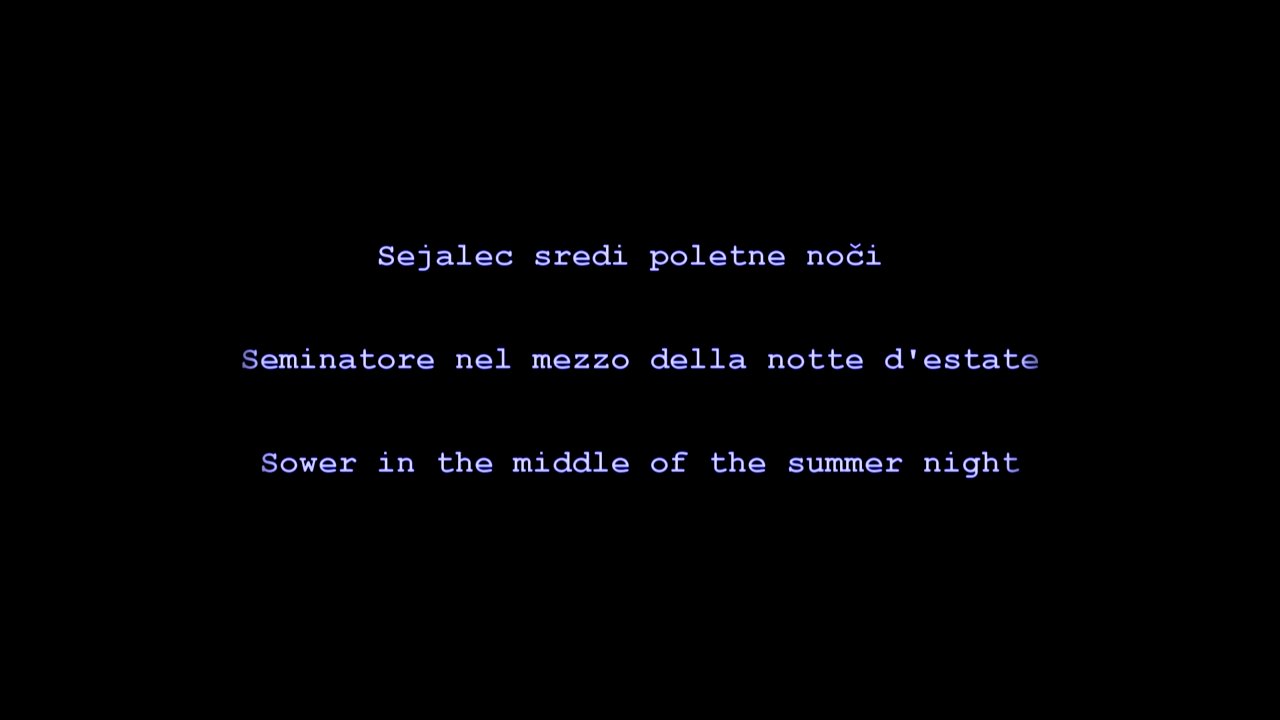 Sejalec sredi poletne noči
Seminatore nel mezzo della notte d'estate
Sower in the middle of the summer night